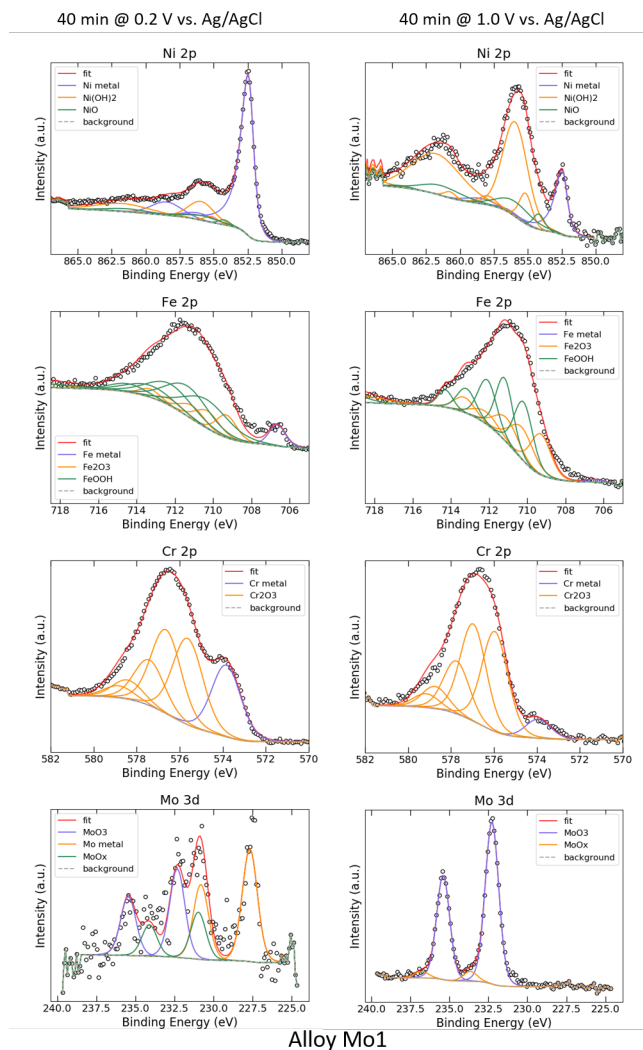 40 min @ 0.2 V vs. Ag/AgCl
40 min @ 1.0 V vs. Ag/AgCl
Ni 2p
fit
Ni metal
Ni(OH)2
NiO
background
Intensity (a.u.)
865.0 862.5 860.0 857.5 855.0 852.5 850.0
Binding Energy (eV)
Ni 2p
fit
Ni metal
Ni(OH)2
NiO
background
Intensity (a.u.)
865.0 862.5 860.0 857.5 855.0 852.5 850.0
Binding Energy (eV)
Fe 2p
fit
Fe metal
Fe2O3
FeOOH
background
Intensity (a.u.)
718 716 714 712 710 708 706
Binding Energy (eV)
Fe 2p
fit
Fe metal
Fe2O3
FeOOH
background
Intensity (a.u.)
718 716 714 712 710 708 706
Binding Energy (eV)
Cr 2p
fit
Cr metal
Cr2O3
background
Intensity (a.u.)
582 580 578 576 574 572 570
Binding Energy (eV)
Cr 2p
fit
Cr metal
Cr2O3
background
Intensity (a.u.)
582 580 578 576 574 572 570
Binding Energy (eV)
Mo 3d
fit
MoO3
Mo metal
MoOx
background
Intensity (a.u.)
240.0 237.5 235.0 232.5 230.0 227.5 225.0
Binding Energy (eV)
Mo 3d
fit
MoO3
MoOx
background
Intensity (a.u.)
240.0 237.5 235.0 232.5 230.0 227.5 225.0
Binding Energy (eV)
Alloy Mo1